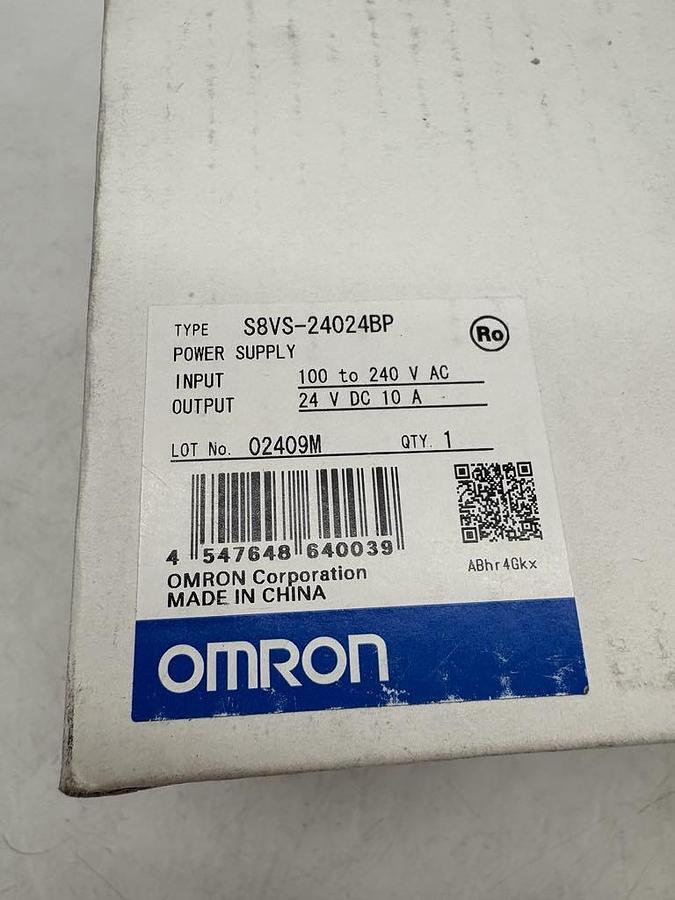 TYPE S8VS-24024BP
Ro
POWER SUPPLY
INPUT 100 to 240 V AC
OUTPUT 24 V DC 10 A
LOT No. 02409M QTY. 1
4 547648 640039
ABhr4Gkx
OMRON Corporation
MADE IN CHINA
OMRON